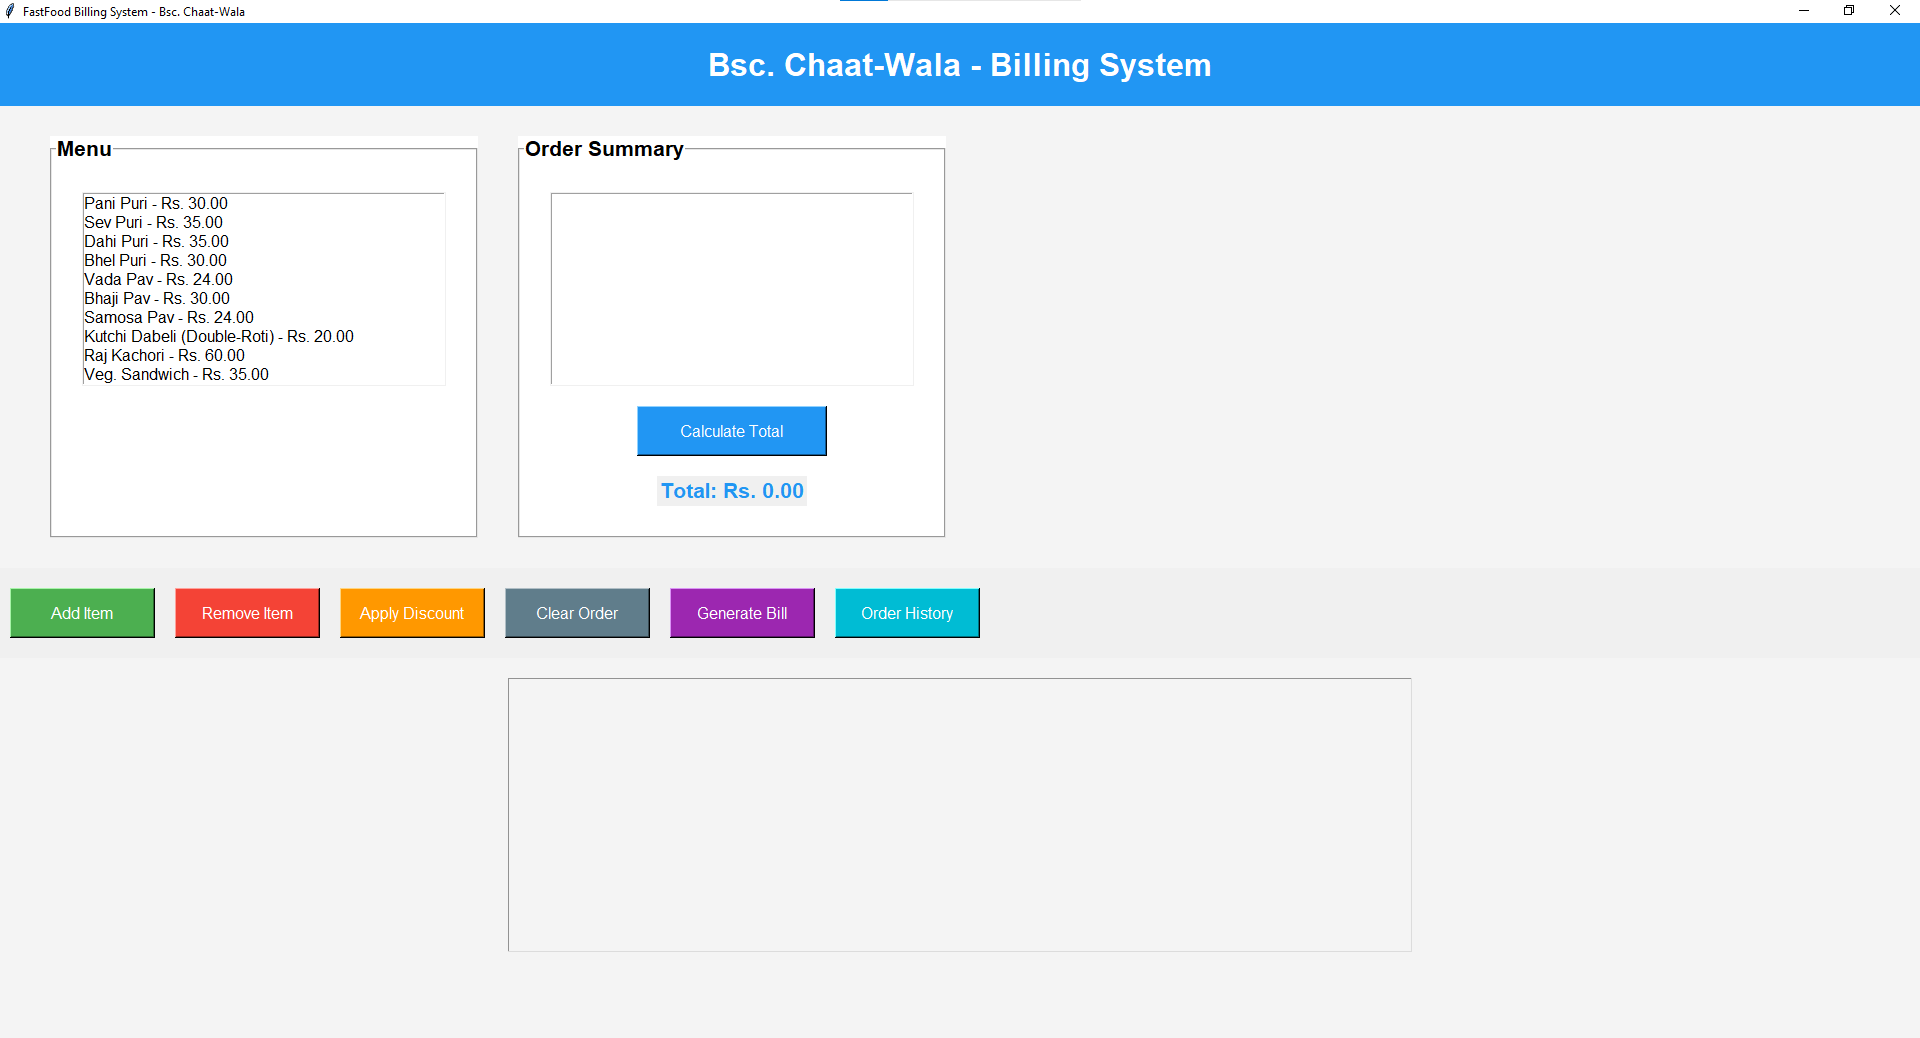 FastFood Billing System - Bsc. Chaat-Wala
Bsc. Chaat-Wala - Billing System
Menu
Pani Puri - Rs. 30.00
Sev Puri - Rs. 35.00
Dahi Puri - Rs. 35.00
Bhel Puri - Rs. 30.00
Vada Pav - Rs. 24.00
Bhaji Pav - Rs. 30.00
Samosa Pav - Rs. 24.00
Kutchi Dabeli (Double-Roti) - Rs. 20.00
Raj Kachori - Rs. 60.00
Veg. Sandwich - Rs. 35.00
Order Summary
Calculate Total
Total: Rs. 0.00
Add Item
Remove Item
Apply Discount
Clear Order
Generate Bill
Order History